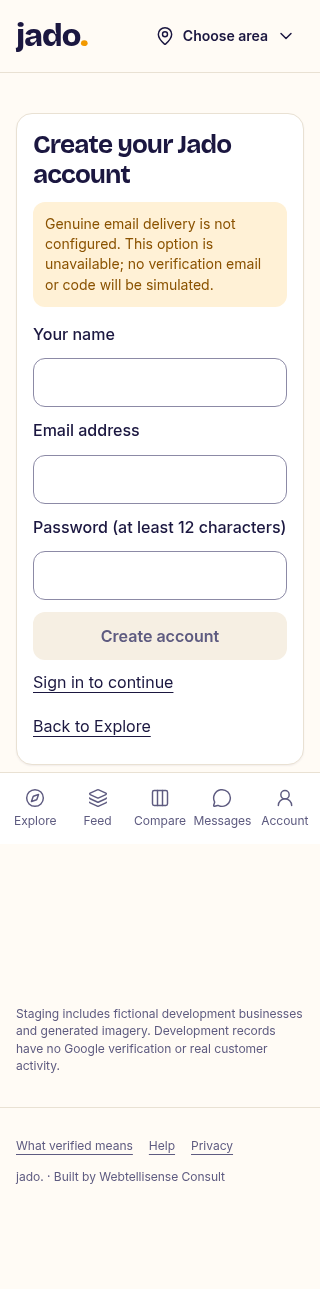 jado.
Choose area
Create your Jado
account
Genuine email delivery is not
configured. This option is
unavailable; no verification email
or code will be simulated.
Your name
Email address
Password (at least 12 characters)
Create account
Sign in to continue
Back to Explore
Explore Feed Compare Messages Account
Staging includes fictional development businesses
and generated imagery. Development records
have no Google verification or real customer
activity.
What verified means Help Privacy
jado. · Built by Webtellisense Consult